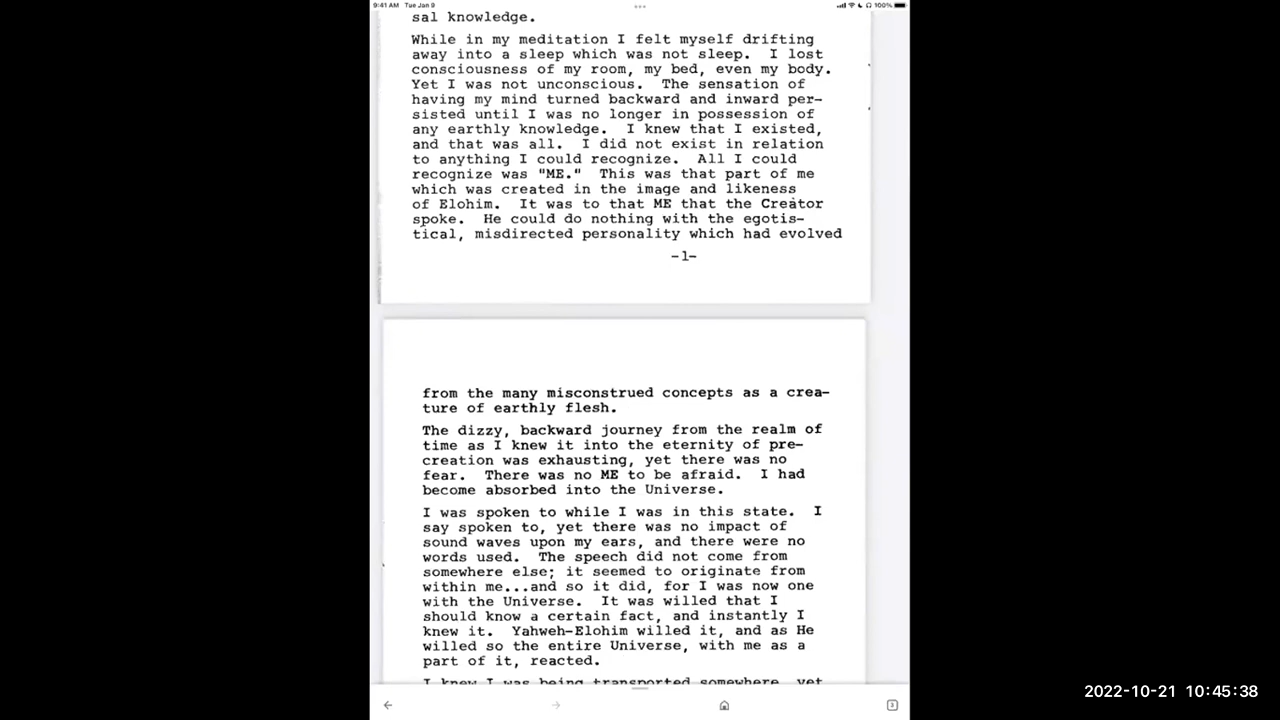 9:41 AM Tue Jan 9
100%
sal knowledge.
While in my meditation I felt myself drifting
away into a sleep which was not sleep. I lost
consciousness of my room, my bed, even my body.
Yet I was not unconscious. The sensation of
having my mind turned backward and inward per-
sisted until I was no longer in possession of
any earthly knowledge. I knew that I existed,
and that was all. I did not exist in relation
to anything I could recognize. All I could
recognize was "ME." This was that part of me
which was created in the image and likeness
of Elohim. It was to that ME that the Creator
spoke. He could do nothing with the egotis-
tical, misdirected personality which had evolved
-1-
from the many misconstrued concepts as a crea-
ture of earthly flesh.
The dizzy, backward journey from the realm of
time as I knew it into the eternity of pre-
creation was exhausting, yet there was no
fear. There was no ME to be afraid. I had
become absorbed into the Universe.
I was spoken to while I was in this state. I
say spoken to, yet there was no impact of
sound waves upon my ears, and there were no
words used. The speech did not come from
somewhere else; it seemed to originate from
within me...and so it did, for I was now one
with the Universe. It was willed that I
should know a certain fact, and instantly I
knew it. Yahweh-Elohim willed it, and as He
willed so the entire Universe, with me as a
part of it, reacted.
I knew I was being transported somewhere, yet
3
2022-10-21 10:45:38